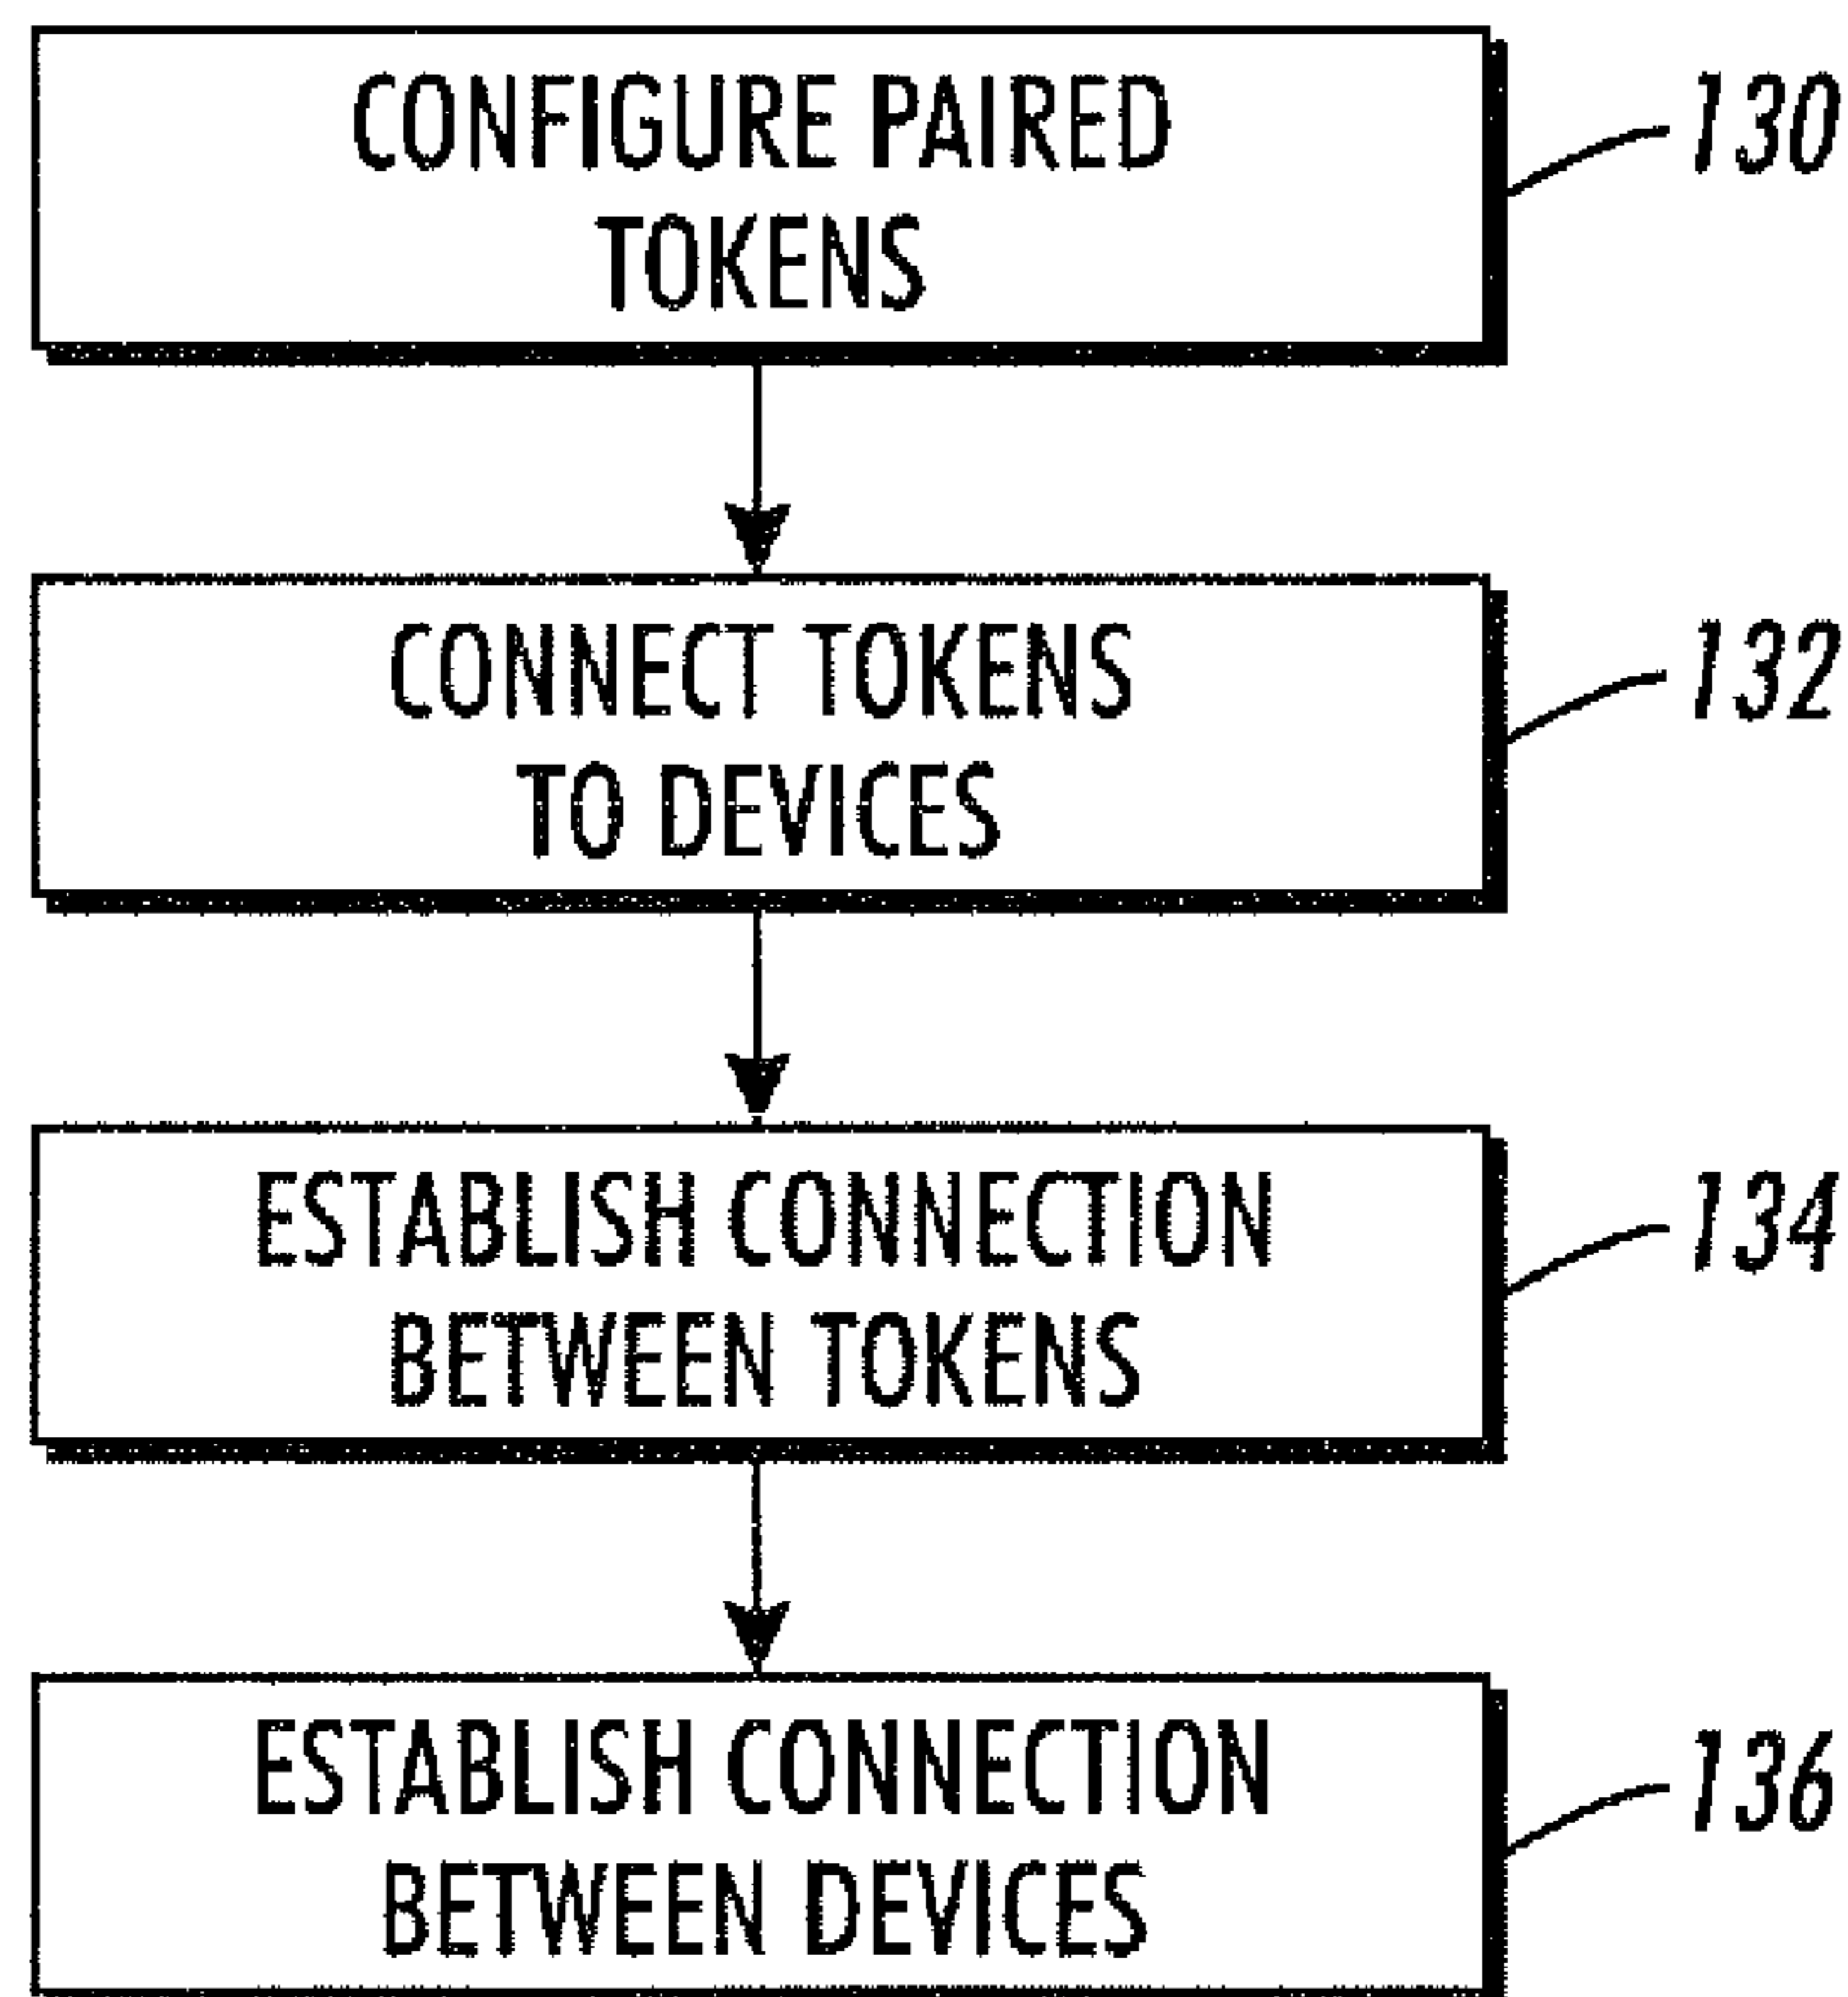 CONFIGURE PAIRED
TOKENS
130
CONNECT TOKENS
TO DEVICES
132
ESTABLISH CONNECTION
BETWEEN TOKENS
134
ESTABLISH CONNECTION
BETWEEN DEVICES
136